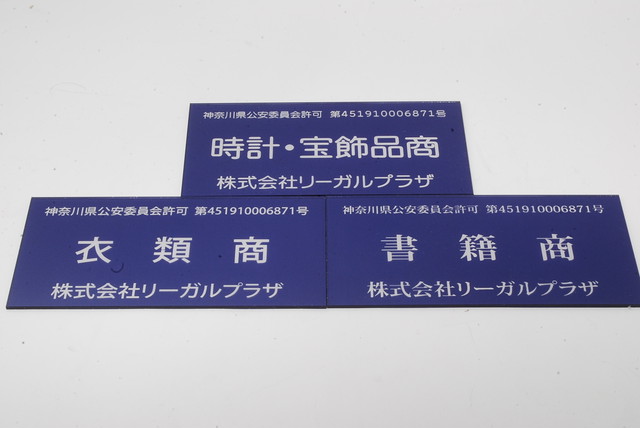 神奈川県公安委員会許可 第451910006871号
時計・宝飾品商
株式会社リーガルプラザ
神奈川県公安委員会許可 第451910006871号
衣類商
株式会社リーガルプラザ
神奈川県公安委員会許可 第451910006871号
書籍商
株式会社リーガルプラザ